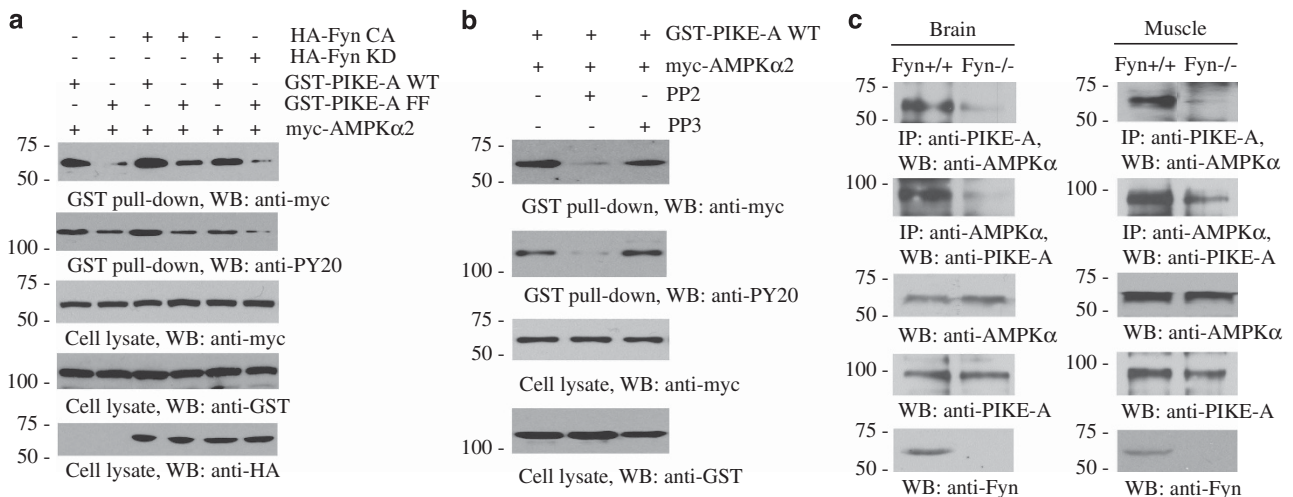 a
- - + + - - HA-Fyn CA
- - - - + + HA-Fyn KD
+ - + - + - GST-PIKE-A WT
- + - + - + GST-PIKE-A FF
+ + + + + + myc-AMPKα2
75 -
50 -
GST pull-down, WB: anti-myc
100 -
GST pull-down, WB: anti-PY20
75 -
50 -
Cell lysate, WB: anti-myc
100 -
Cell lysate, WB: anti-GST
75 -
50 -
Cell lysate, WB: anti-HA
b
+ + + GST-PIKE-A WT
+ + + myc-AMPKα2
- + - PP2
- - + PP3
75 -
50 -
GST pull-down, WB: anti-myc
100 -
GST pull-down, WB: anti-PY20
75 -
50 -
Cell lysate, WB: anti-myc
100 -
Cell lysate, WB: anti-GST
c
Brain
Fyn+/+ Fyn-/-
75 -
50 -
IP: anti-PIKE-A,
WB: anti-AMPKα
100 -
IP: anti-AMPKα,
WB: anti-PIKE-A
75 -
50 -
WB: anti-AMPKα
100 -
WB: anti-PIKE-A
75 -
50 -
WB: anti-Fyn
Muscle
Fyn+/+ Fyn-/-
75 -
50 -
IP: anti-PIKE-A,
WB: anti-AMPKα
100 -
IP: anti-AMPKα,
WB: anti-PIKE-A
75 -
50 -
WB: anti-AMPKα
100 -
WB: anti-PIKE-A
75 -
50 -
WB: anti-Fyn